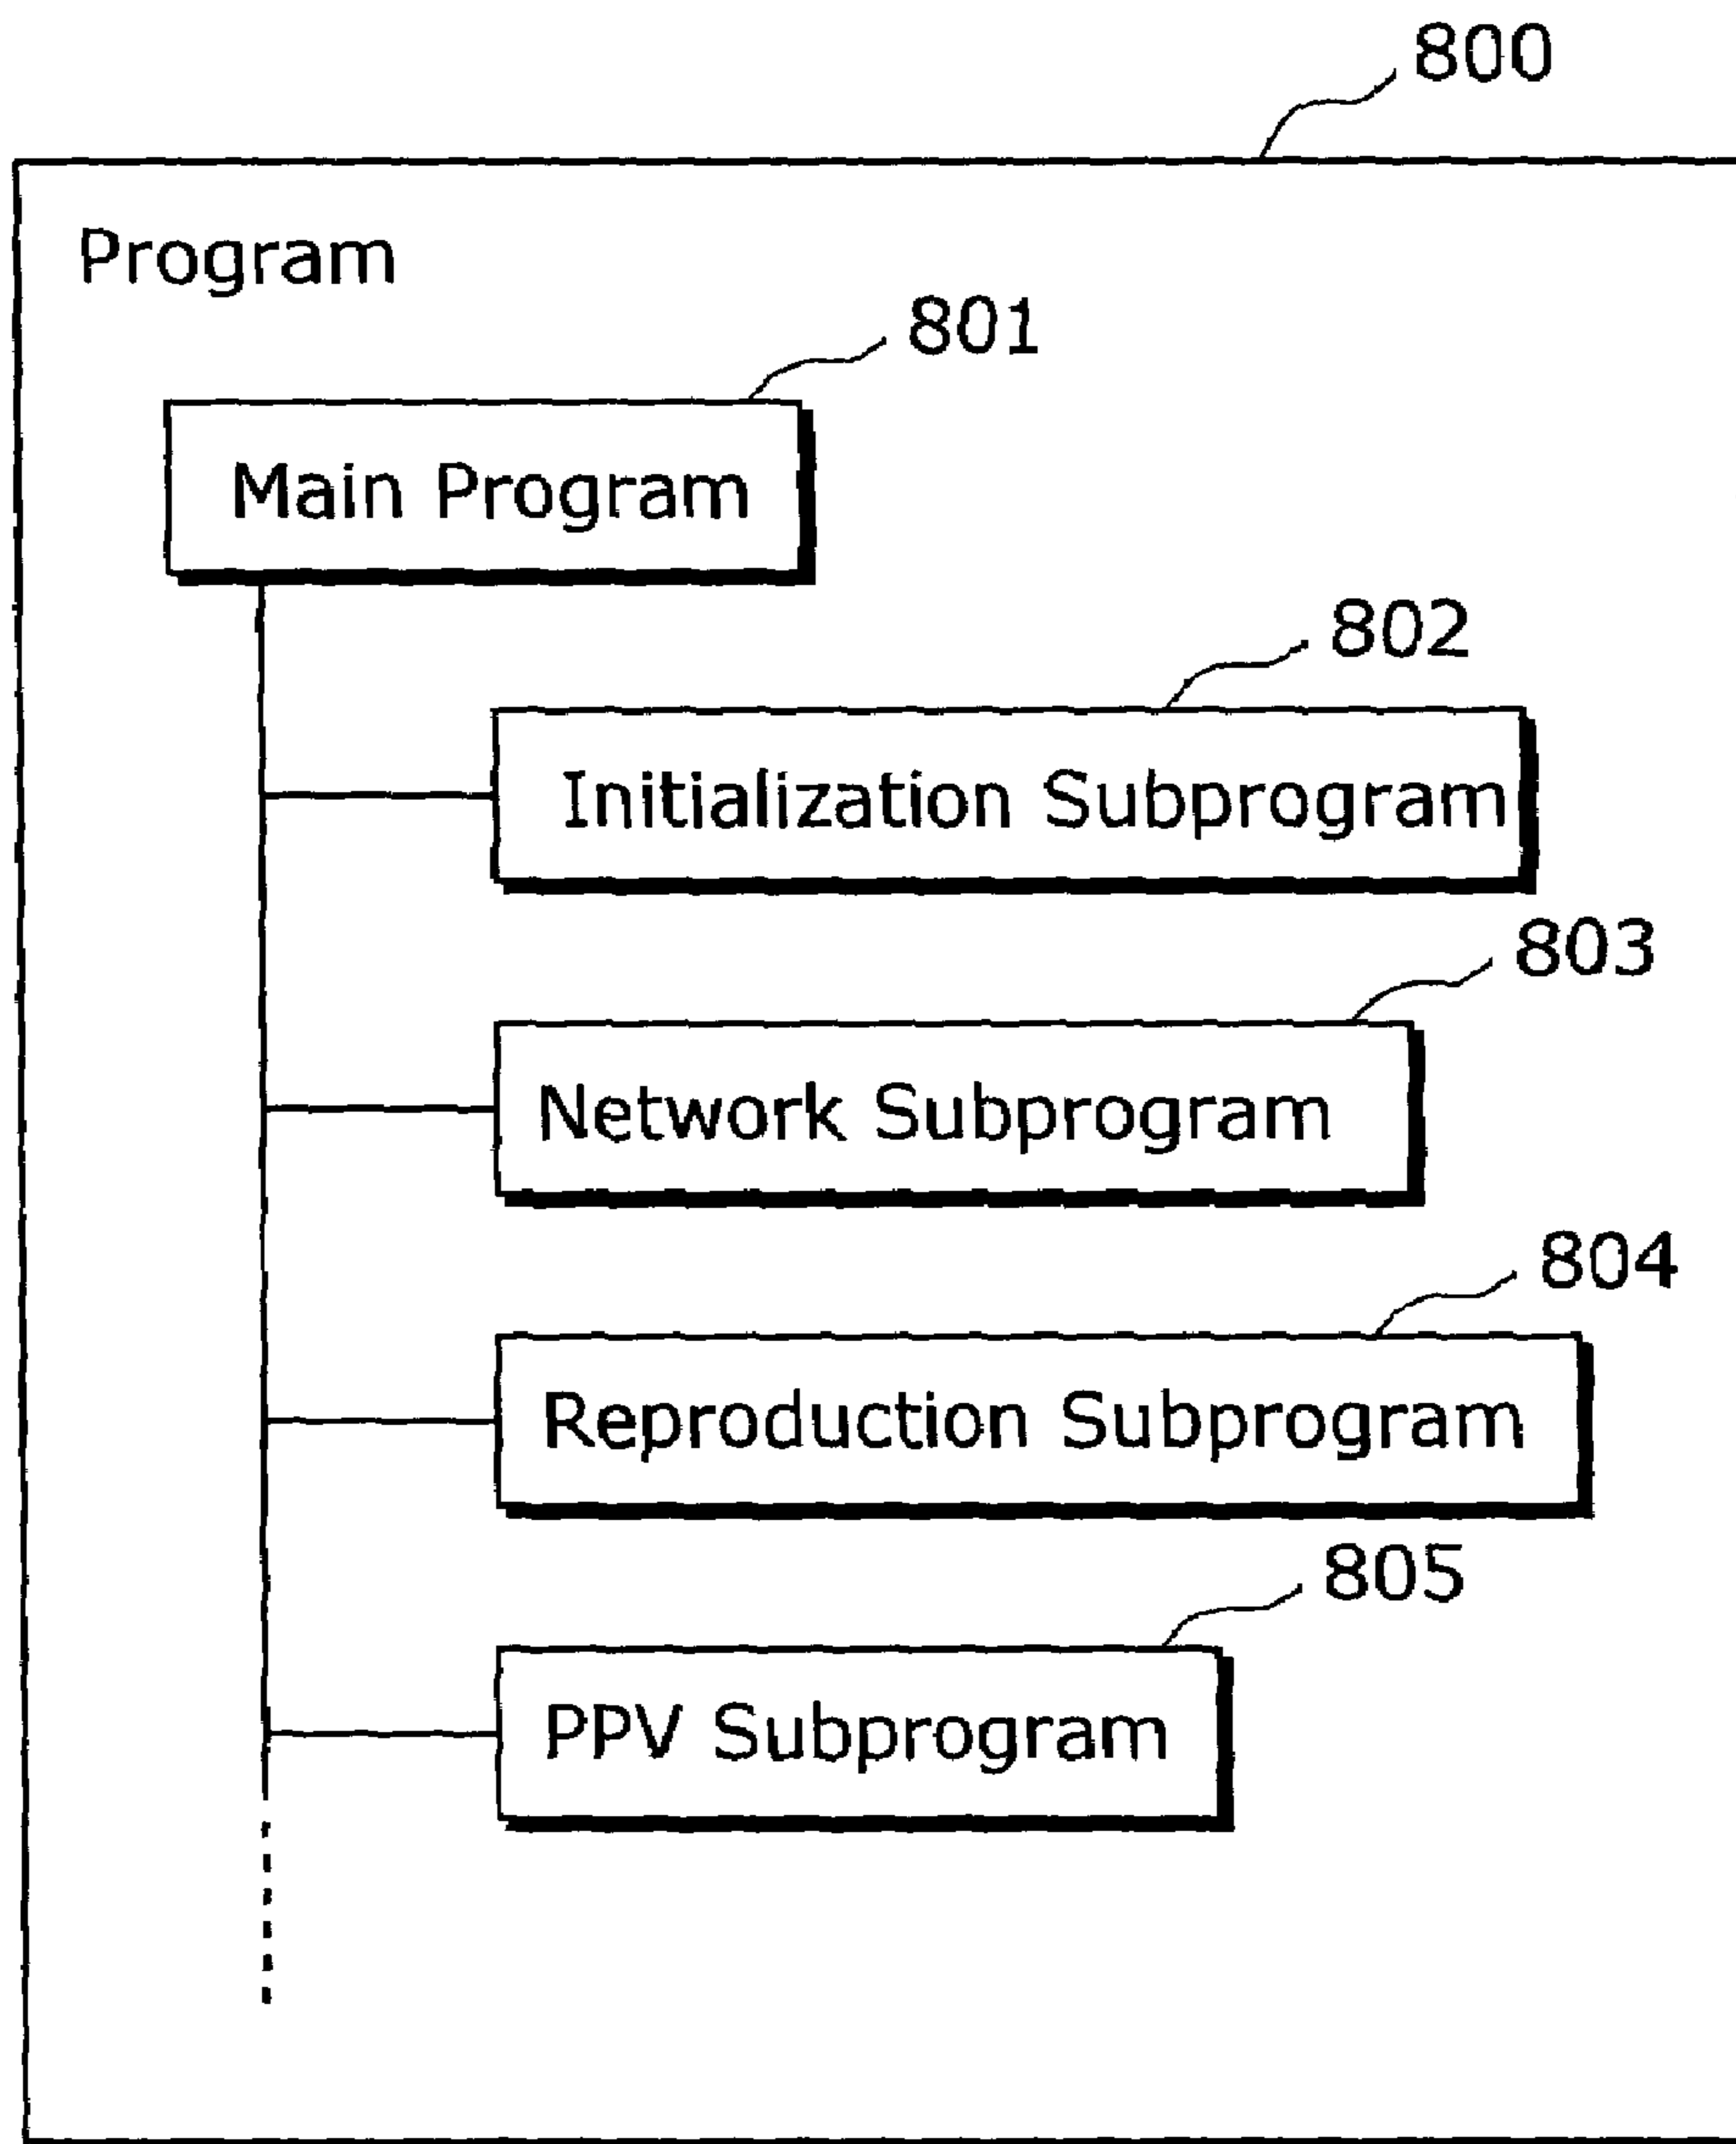 800
Program
801
Main Program
802
Initialization Subprogram
803
Network Subprogram
804
Reproduction Subprogram
805
PPV Subprogram